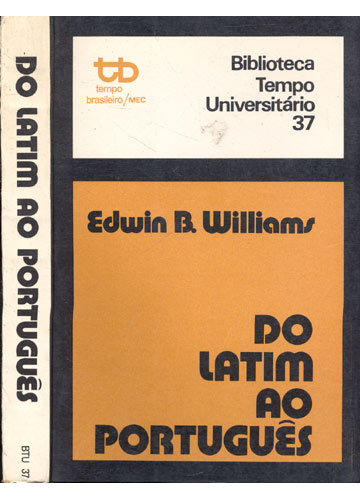 DO LATIM AO PORTUGUÊS
BTU 37
tb
tempo
brasileiro/MEC
Biblioteca
Tempo
Universitário
37
Edwin B. Williams
DO
LATIM
AO
PORTUGUÊS